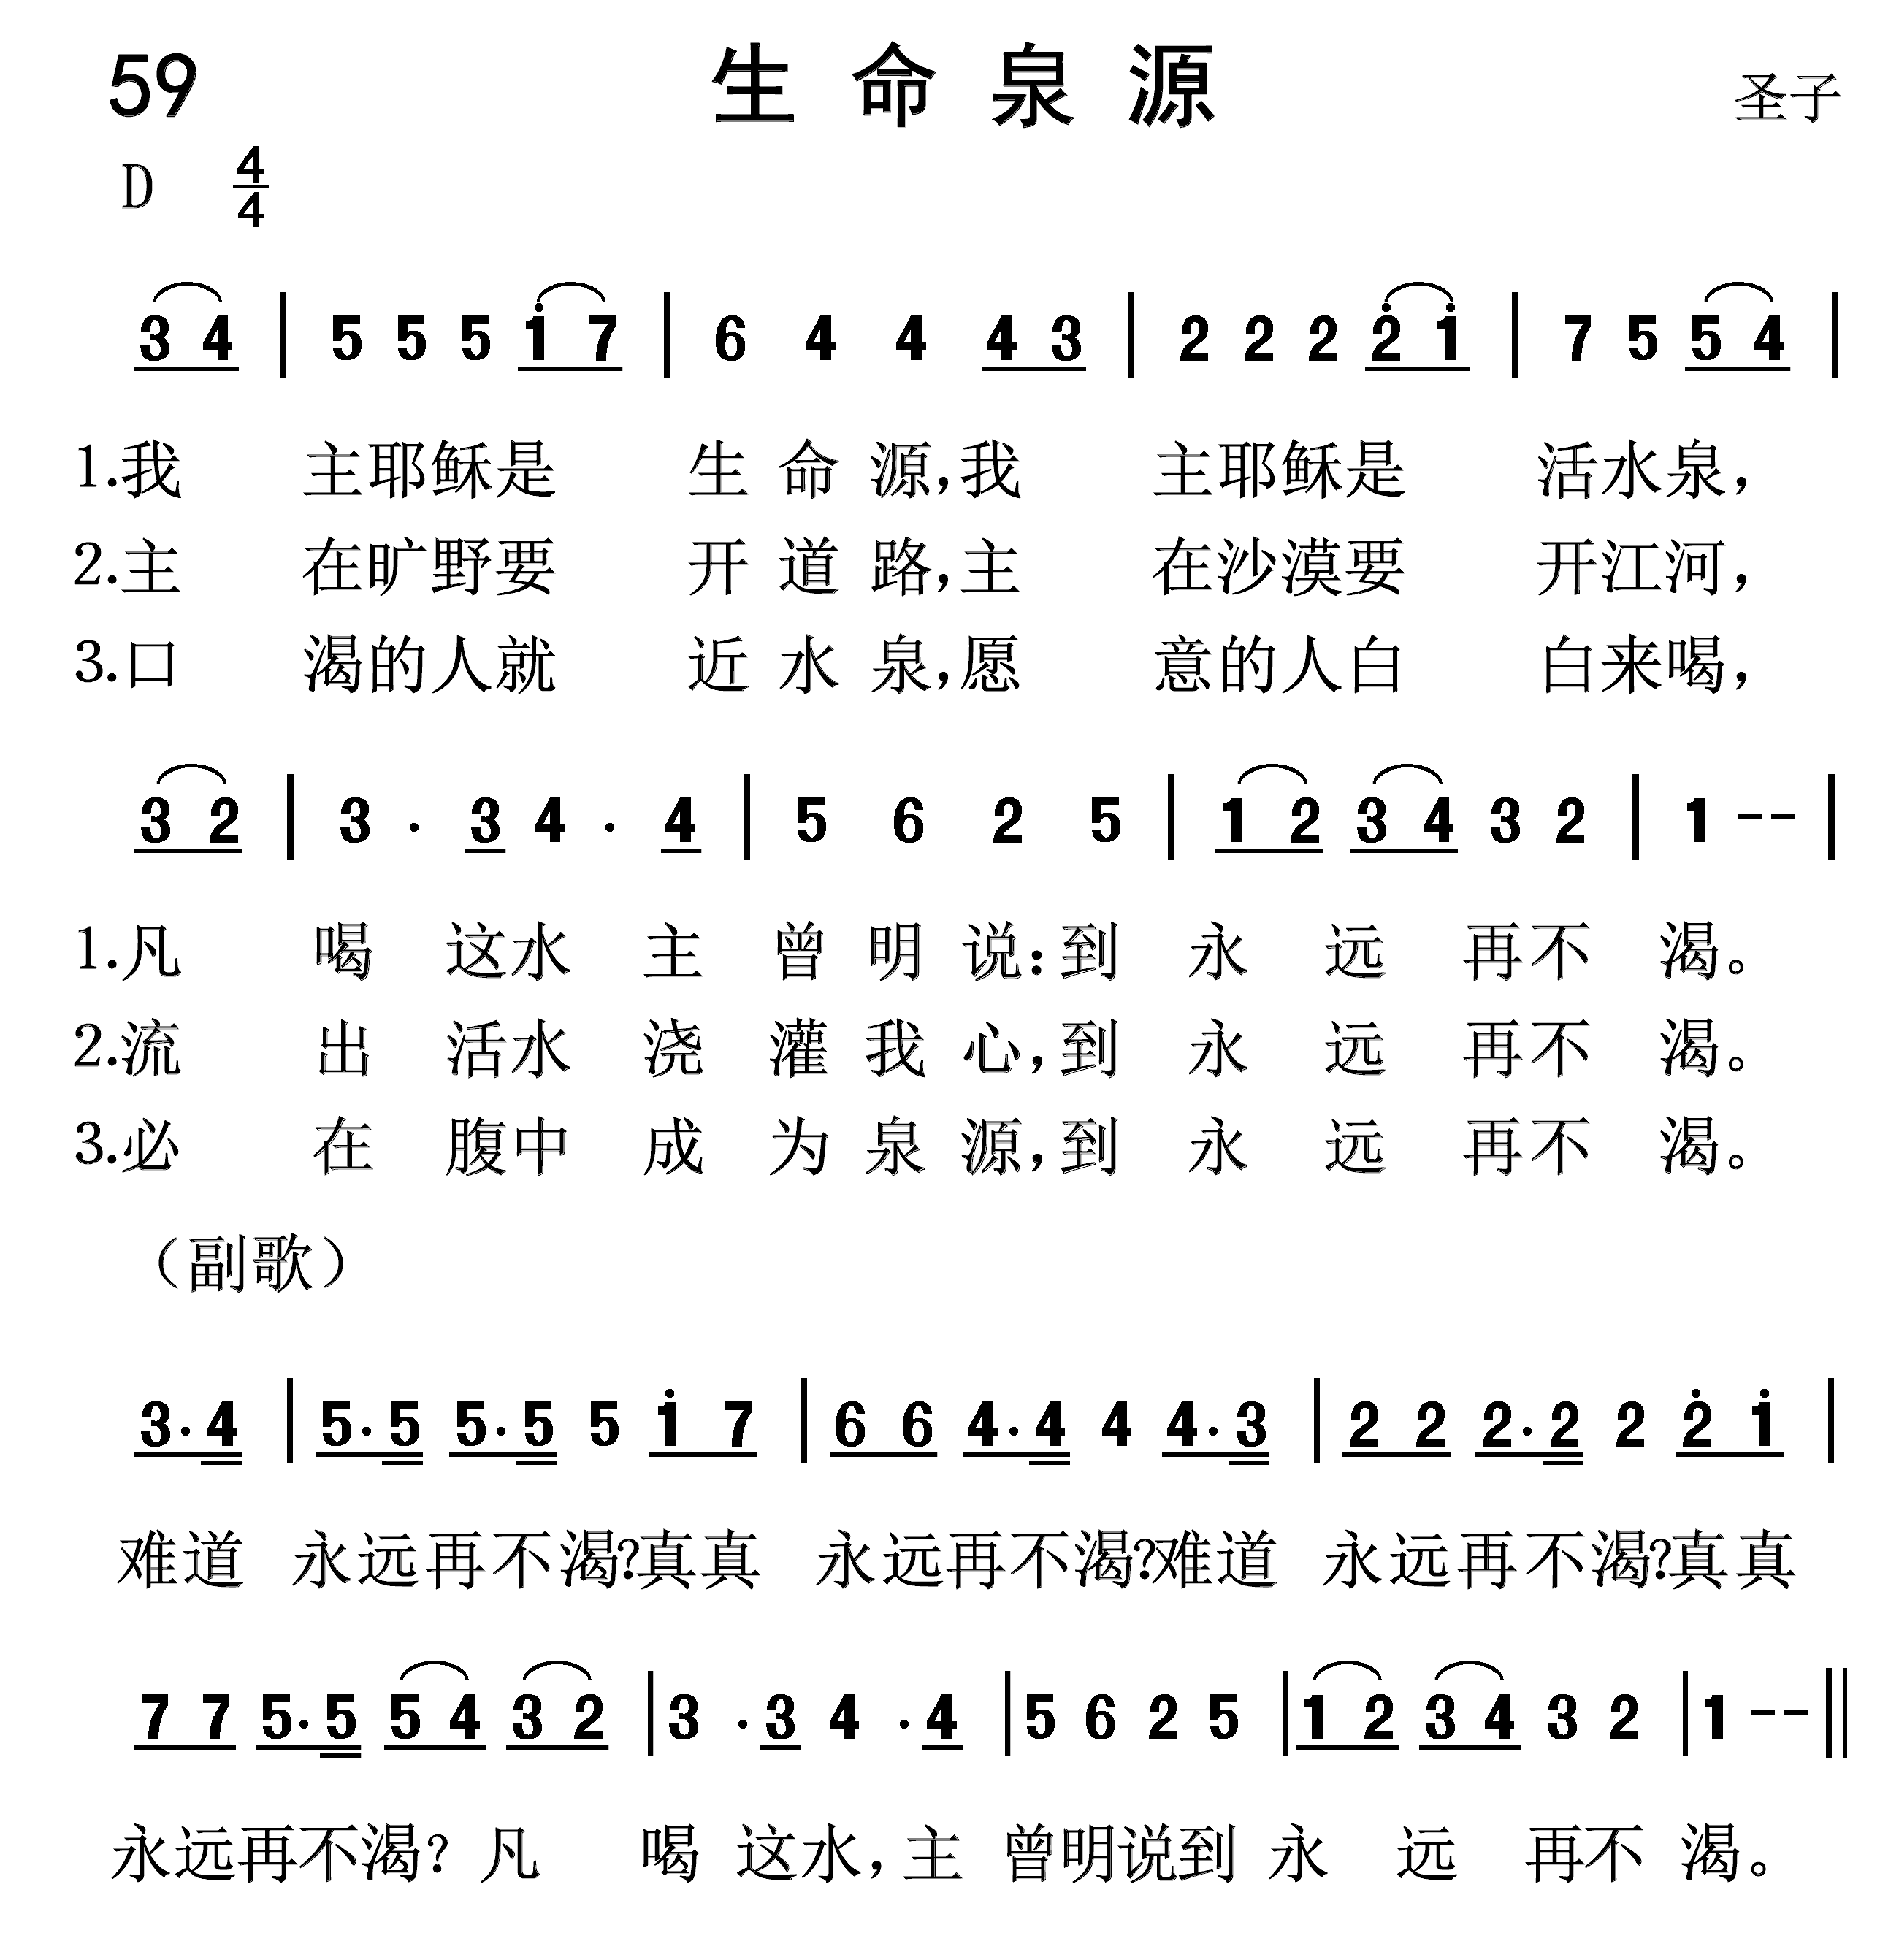 59 生命泉源 圣子
D 4/4
3 4 | 5 5 5 i 7 | 6 4 4 4 3 | 2 2 2 2̇ i | 7 5 5 4 |
1.我 主耶稣是 生命源,我 主耶稣是 活水泉,
2.主 在旷野要 开道路,主 在沙漠要 开江河,
3.口 渴的人就 近水泉,愿 意的人白 白来喝,
3 2 | 3 · 3 4 · 4 | 5 6 2 5 | 1 2 3 4 3 2 | 1 - - |
1.凡 喝 这水 主 曾明说:到 永 远 再不 渴。
2.流 出 活水 浇 灌我心,到 永 远 再不 渴。
3.必 在 腹中 成 为泉源,到 永 远 再不 渴。
（副歌）
3·4 | 5·5 5·5 5 i 7 | 6 6 4·4 4 4·3 | 2 2 2·2 2 2̇ i |
难道 永远再不渴?真真 永远再不渴?难道 永远再不渴?真真
7 7 5·5 5 4 3 2 | 3 ·3 4 ·4 | 5 6 2 5 | 1 2 3 4 3 2 | 1 - - ||
永远再不渴? 凡 喝 这水,主 曾明说到 永 远 再不 渴。